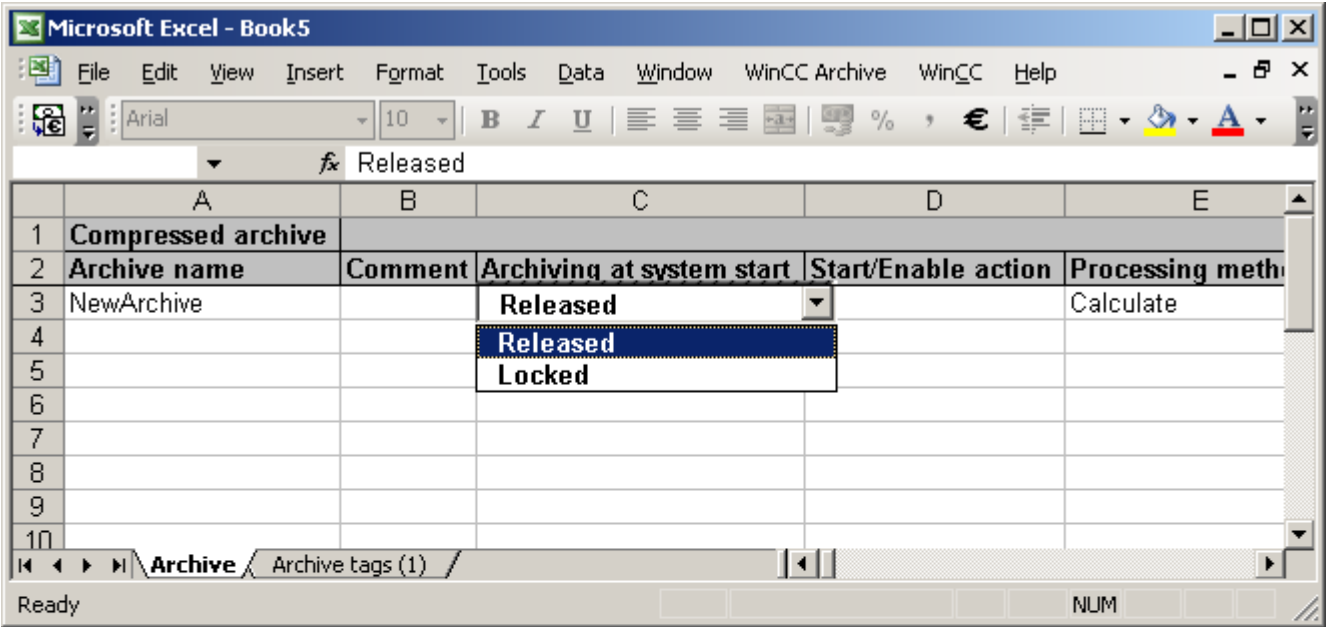 Microsoft Excel - Book5
File Edit View Insert Format Tools Data Window WinCC Archive WinCC Help
Arial 10 B I U % , € A
fx Released
A B C D E
1 Compressed archive
2 Archive name Comment Archiving at system start Start/Enable action Processing meth
3 NewArchive Released Calculate
4 Released
5 Locked
6
7
8
9
10
Archive Archive tags (1)
Ready NUM